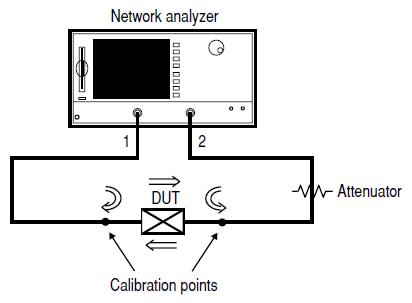 Network analyzer
1
2
Attenuator
DUT
Calibration points